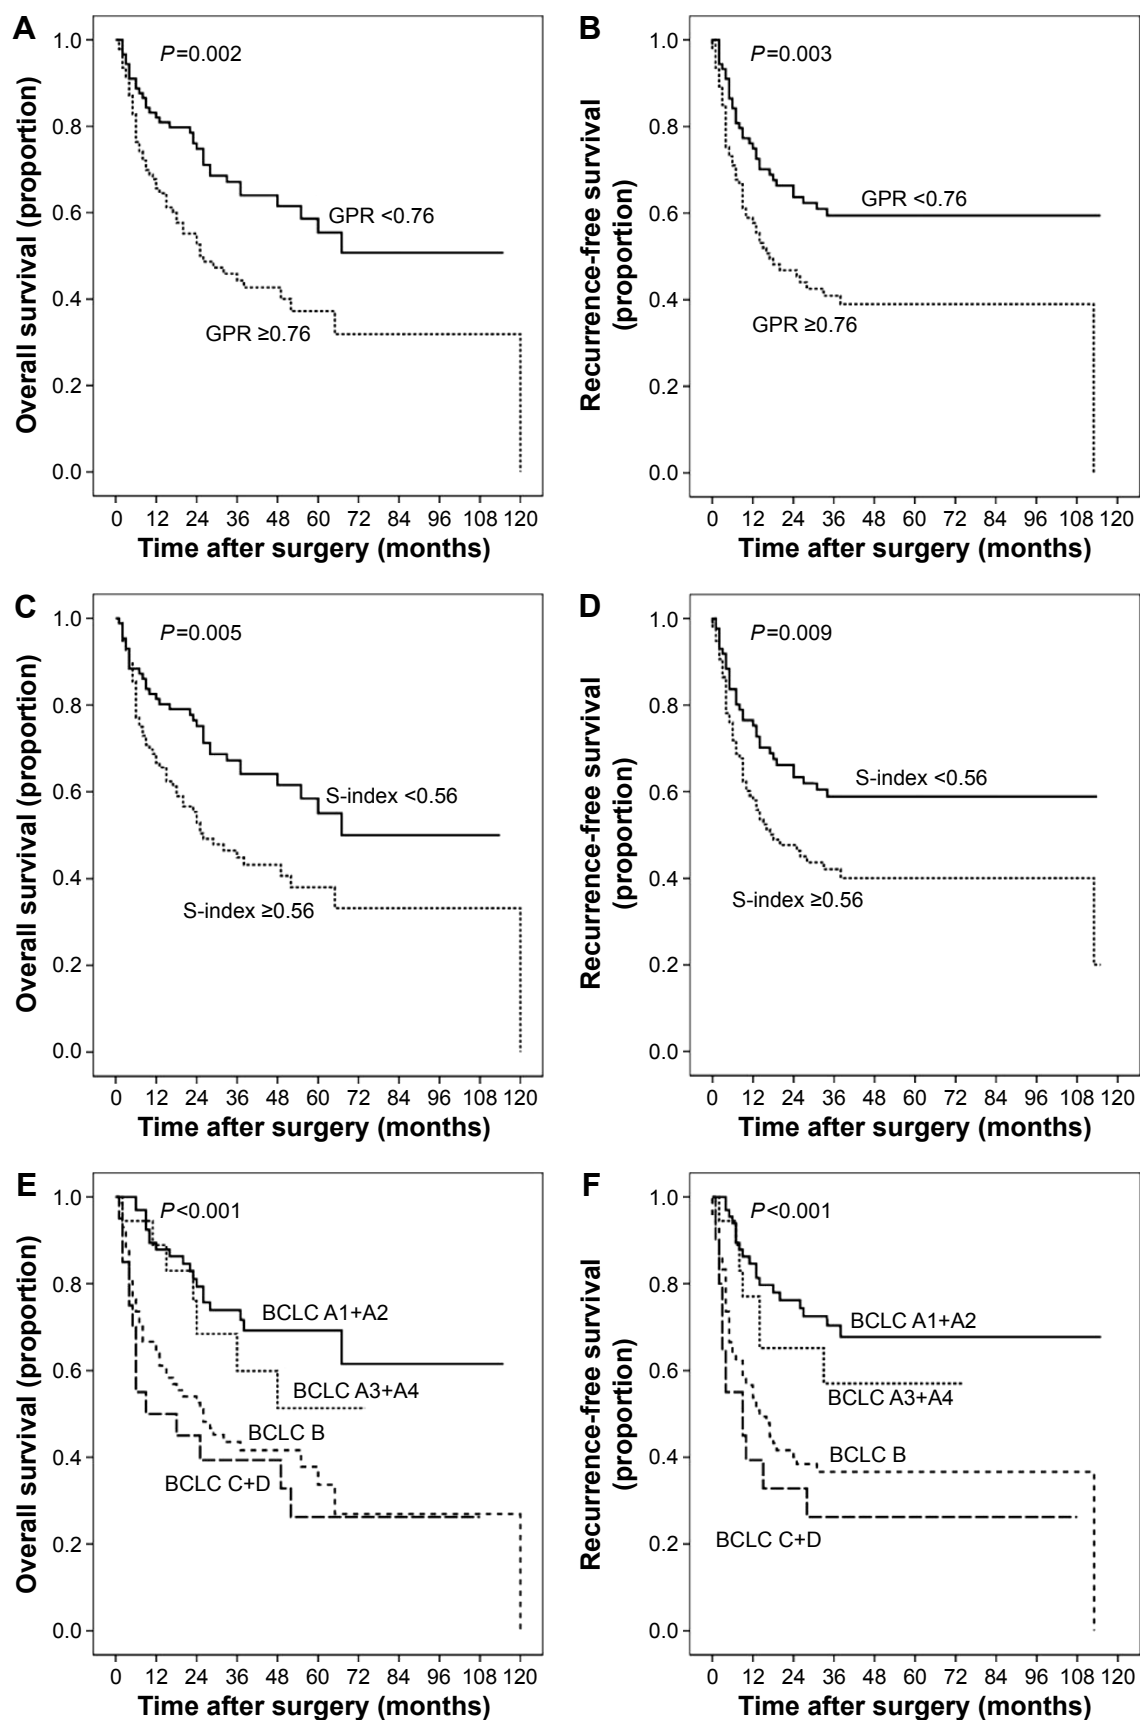 A
Overall survival (proportion)
1.0
0.8
0.6
0.4
0.2
0.0
P=0.002
GPR <0.76
GPR ≥0.76
0 12 24 36 48 60 72 84 96 108 120
Time after surgery (months)
B
Recurrence-free survival
(proportion)
1.0
0.8
0.6
0.4
0.2
0.0
P=0.003
GPR <0.76
GPR ≥0.76
0 12 24 36 48 60 72 84 96 108 120
Time after surgery (months)
C
Overall survival (proportion)
1.0
0.8
0.6
0.4
0.2
0.0
P=0.005
S-index <0.56
S-index ≥0.56
0 12 24 36 48 60 72 84 96 108 120
Time after surgery (months)
D
Recurrence-free survival
(proportion)
1.0
0.8
0.6
0.4
0.2
0.0
P=0.009
S-index <0.56
S-index ≥0.56
0 12 24 36 48 60 72 84 96 108 120
Time after surgery (months)
E
Overall survival (proportion)
1.0
0.8
0.6
0.4
0.2
0.0
P<0.001
BCLC A1+A2
BCLC A3+A4
BCLC B
BCLC C+D
0 12 24 36 48 60 72 84 96 108 120
Time after surgery (months)
F
Recurrence-free survival
(proportion)
1.0
0.8
0.6
0.4
0.2
0.0
P<0.001
BCLC A1+A2
BCLC A3+A4
BCLC B
BCLC C+D
0 12 24 36 48 60 72 84 96 108 120
Time after surgery (months)